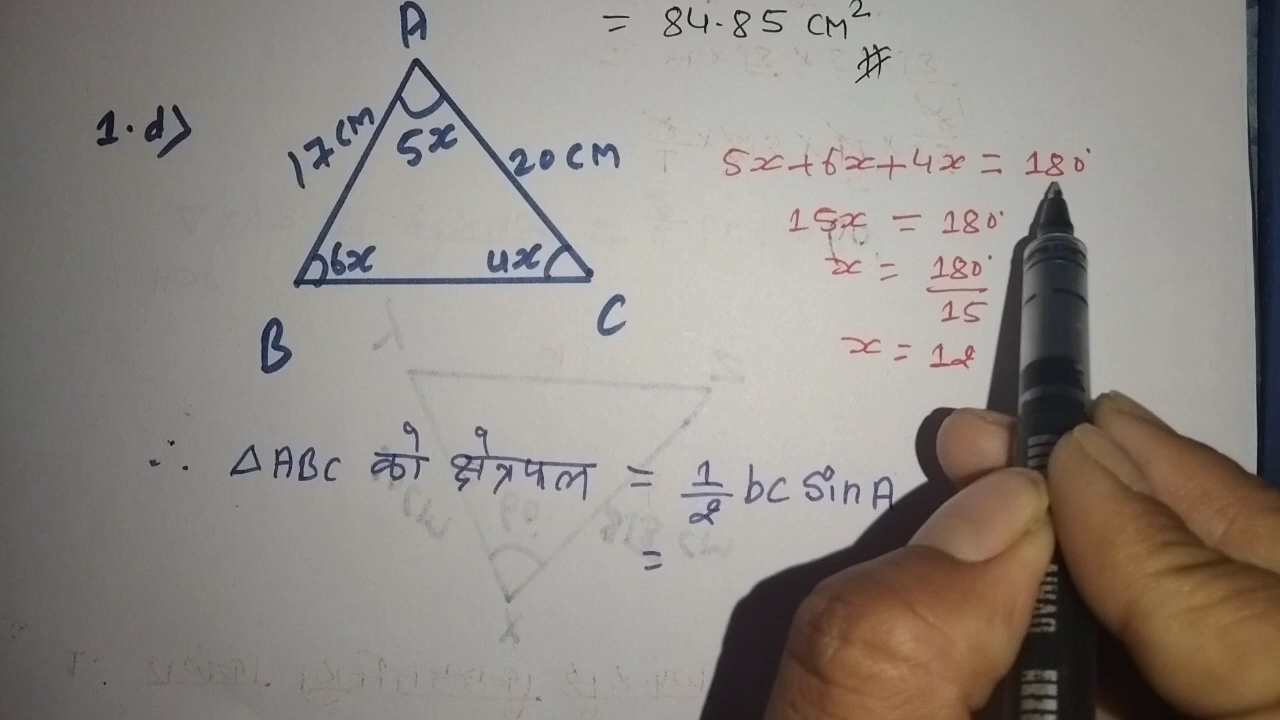 = 84.85 CM²
A
1.d>
17CM
5x
20CM
6x
4x
B
C
5x+6x+4x = 180°
15x = 180°
x = 180°
15
x = 12
∴ ΔABC को क्षेत्रफल = 1/2 bc sinA
=